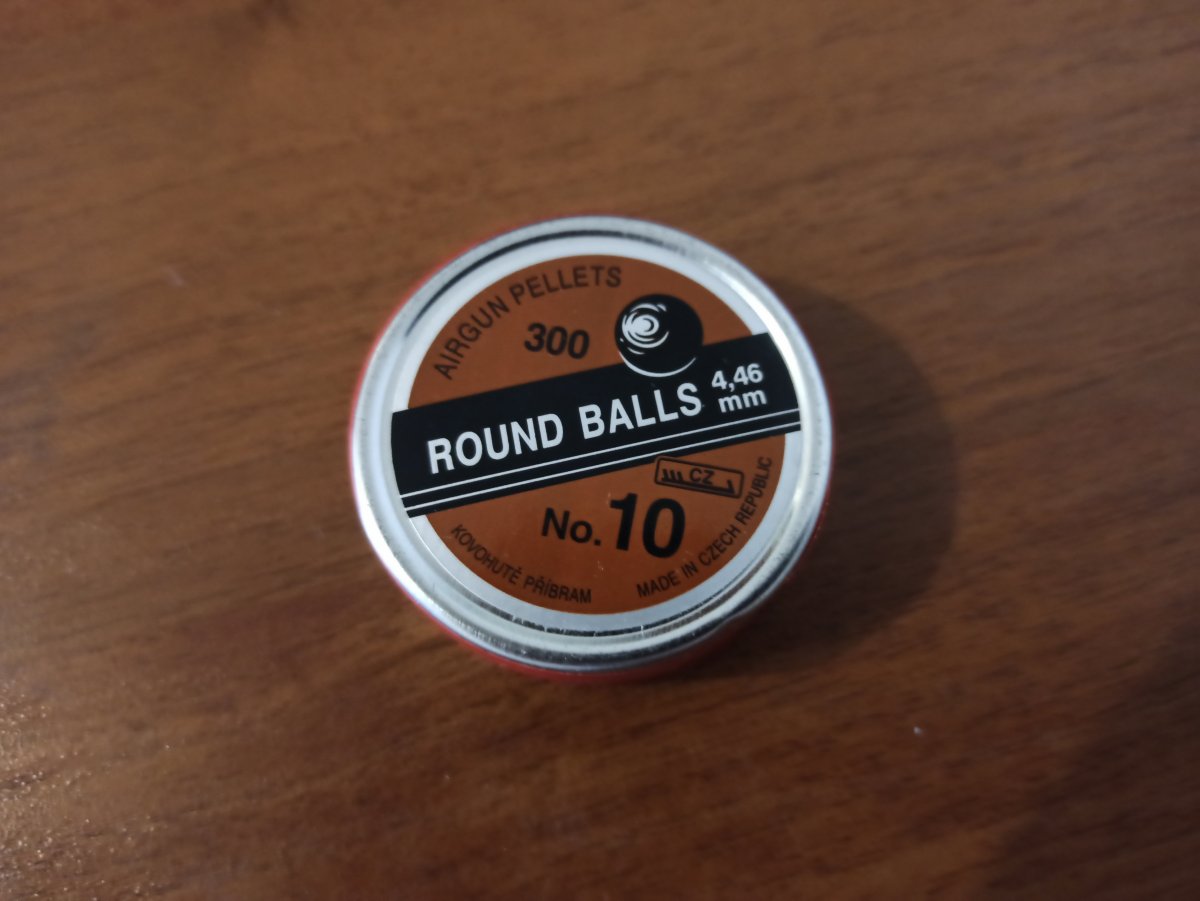 AIRGUN PELLETS
300
ROUND BALLS
4,46
mm
CZ
No. 10
KOVOHUTĚ PŘÍBRAM
MADE IN CZECH REPUBLIC